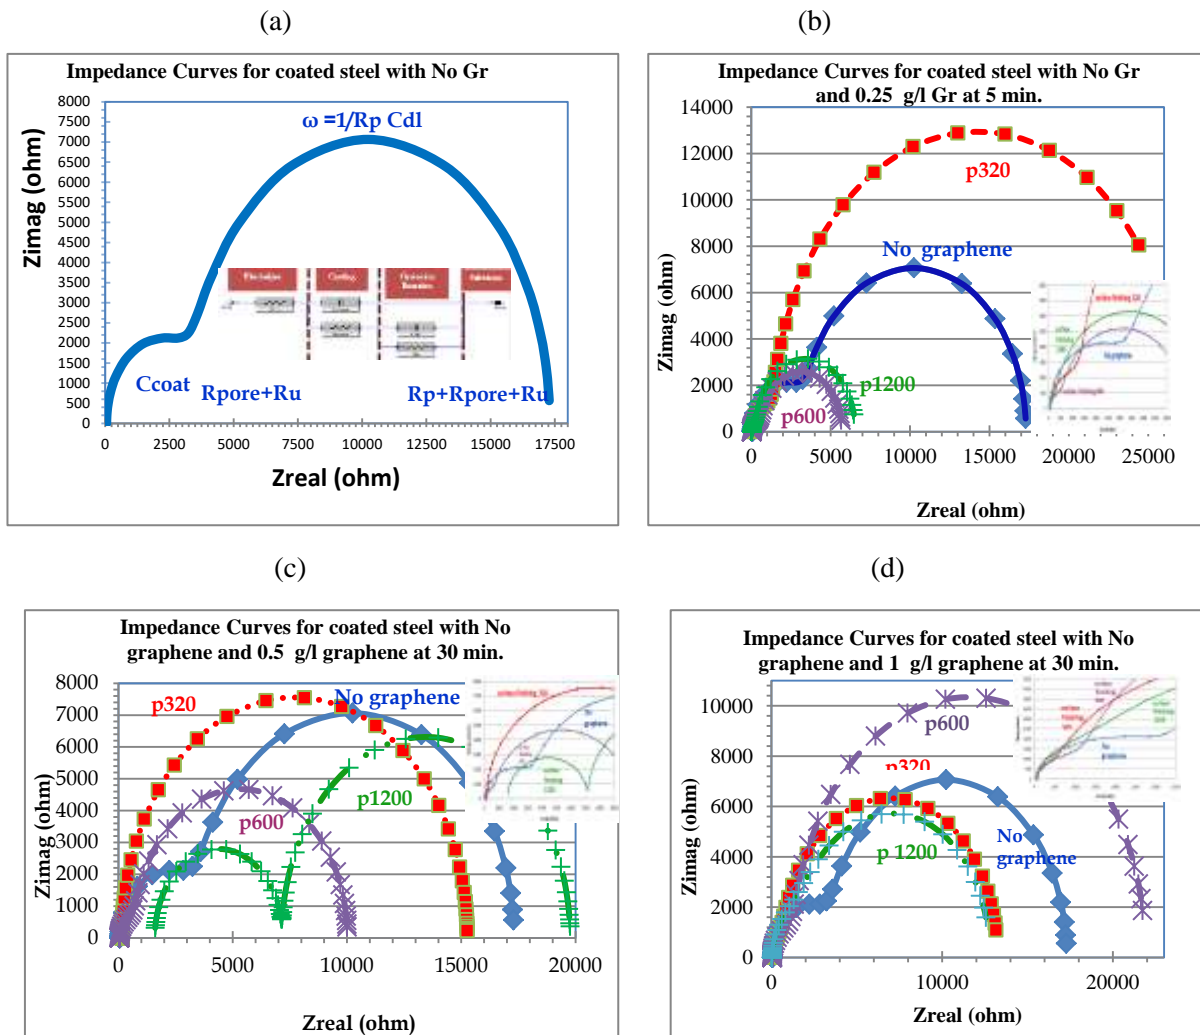 (a)
Impedance Curves for coated steel with No Gr
8000
7500
7000
6500
6000
5500
5000
4500
4000
3500
3000
2500
2000
1500
1000
500
0
Zimag (ohm)
ω =1/Rp Cdl
Ccoat
Rpore+Ru
Rp+Rpore+Ru
0 2500 5000 7500 10000 12500 15000 17500
Zreal (ohm)
(b)
Impedance Curves for coated steel with No Gr
and 0.25 g/l Gr at 5 min.
14000
12000
10000
8000
6000
4000
2000
0
Zimag (ohm)
p320
No graphene
p1200
p600
0 5000 10000 15000 20000 25000
Zreal (ohm)
(c)
Impedance Curves for coated steel with No
graphene and 0.5 g/l graphene at 30 min.
8000
7000
6000
5000
4000
3000
2000
1000
0
Zimag (ohm)
p320
No graphene
p1200
p600
0 5000 10000 15000 20000
Zreal (ohm)
(d)
Impedance Curves for coated steel with No
graphene and 1 g/l graphene at 30 min.
10000
8000
6000
4000
2000
0
Zimag (ohm)
p600
p320
p 1200
No
graphene
0 10000 20000
Zreal (ohm)